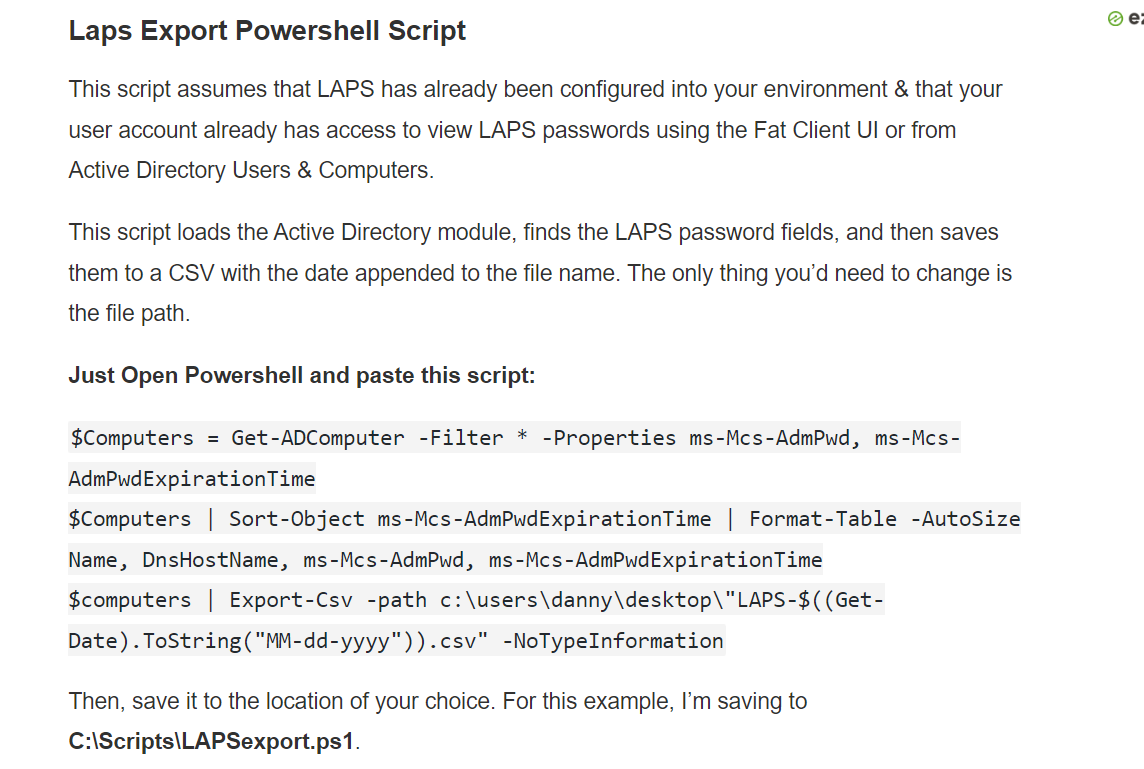 Laps Export Powershell Script
This script assumes that LAPS has already been configured into your environment & that your
user account already has access to view LAPS passwords using the Fat Client UI or from
Active Directory Users & Computers.
This script loads the Active Directory module, finds the LAPS password fields, and then saves
them to a CSV with the date appended to the file name. The only thing you’d need to change is
the file path.
Just Open Powershell and paste this script:
$Computers = Get-ADComputer -Filter * -Properties ms-Mcs-AdmPwd, ms-Mcs-
AdmPwdExpirationTime
$Computers | Sort-Object ms-Mcs-AdmPwdExpirationTime | Format-Table -AutoSize
Name, DnsHostName, ms-Mcs-AdmPwd, ms-Mcs-AdmPwdExpirationTime
$computers | Export-Csv -path c:\users\danny\desktop\"LAPS-$((Get-
Date).ToString("MM-dd-yyyy")).csv" -NoTypeInformation
Then, save it to the location of your choice. For this example, I’m saving to
C:\Scripts\LAPSexport.ps1.